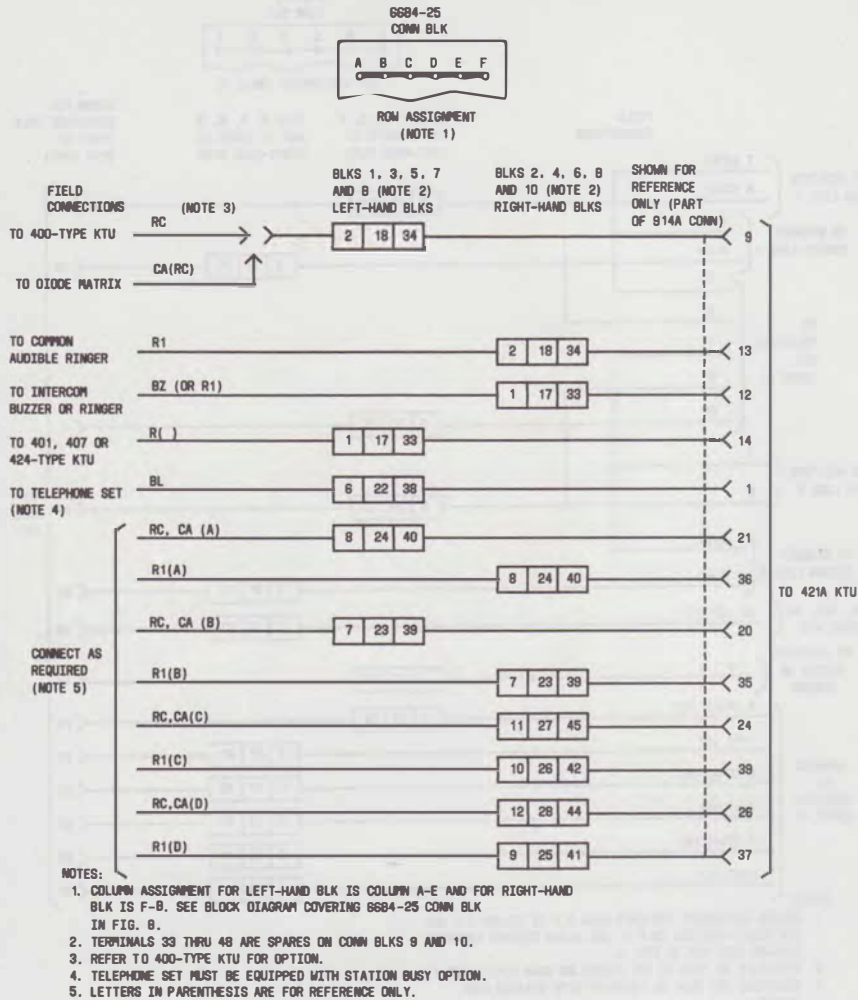 66B4-25
CONN BLK
A B C D E F
ROW ASSIGNMENT
(NOTE 1)
FIELD
CONNECTIONS
(NOTE 3)
BLKS 1, 3, 5, 7
AND 8 (NOTE 2)
LEFT-HAND BLKS
BLKS 2, 4, 6, 8
AND 10 (NOTE 2)
RIGHT-HAND BLKS
SHOWN FOR
REFERENCE
ONLY (PART
OF 914A CONN)
TO 400-TYPE KTU RC 2 18 34 9
TO DIODE MATRIX CA(RC)
TO COMMON
AUDIBLE RINGER
R1 2 18 34 13
TO INTERCOM
BUZZER OR RINGER
BZ (OR R1) 1 17 33 12
TO 401, 407 OR
424-TYPE KTU
R( ) 1 17 33 14
TO TELEPHONE SET
(NOTE 4)
BL 6 22 38 1
CONNECT AS
REQUIRED
(NOTE 5)
RC, CA (A) 8 24 40 21
R1(A) 8 24 40 36
RC, CA (B) 7 23 39 20
R1(B) 7 23 39 35
RC,CA(C) 11 27 45 24
R1(C) 10 26 42 39
RC,CA(D) 12 28 44 26
R1(D) 9 25 41 37
TO 421A KTU
NOTES:
1. COLUMN ASSIGNMENT FOR LEFT-HAND BLK IS COLUMN A-E AND FOR RIGHT-HAND
BLK IS F-B. SEE BLOCK DIAGRAM COVERING 66B4-25 CONN BLK
IN FIG. 8.
2. TERMINALS 33 THRU 48 ARE SPARES ON CONN BLKS 9 AND 10.
3. REFER TO 400-TYPE KTU FOR OPTION.
4. TELEPHONE SET MUST BE EQUIPPED WITH STATION BUSY OPTION.
5. LETTERS IN PARENTHESIS ARE FOR REFERENCE ONLY.